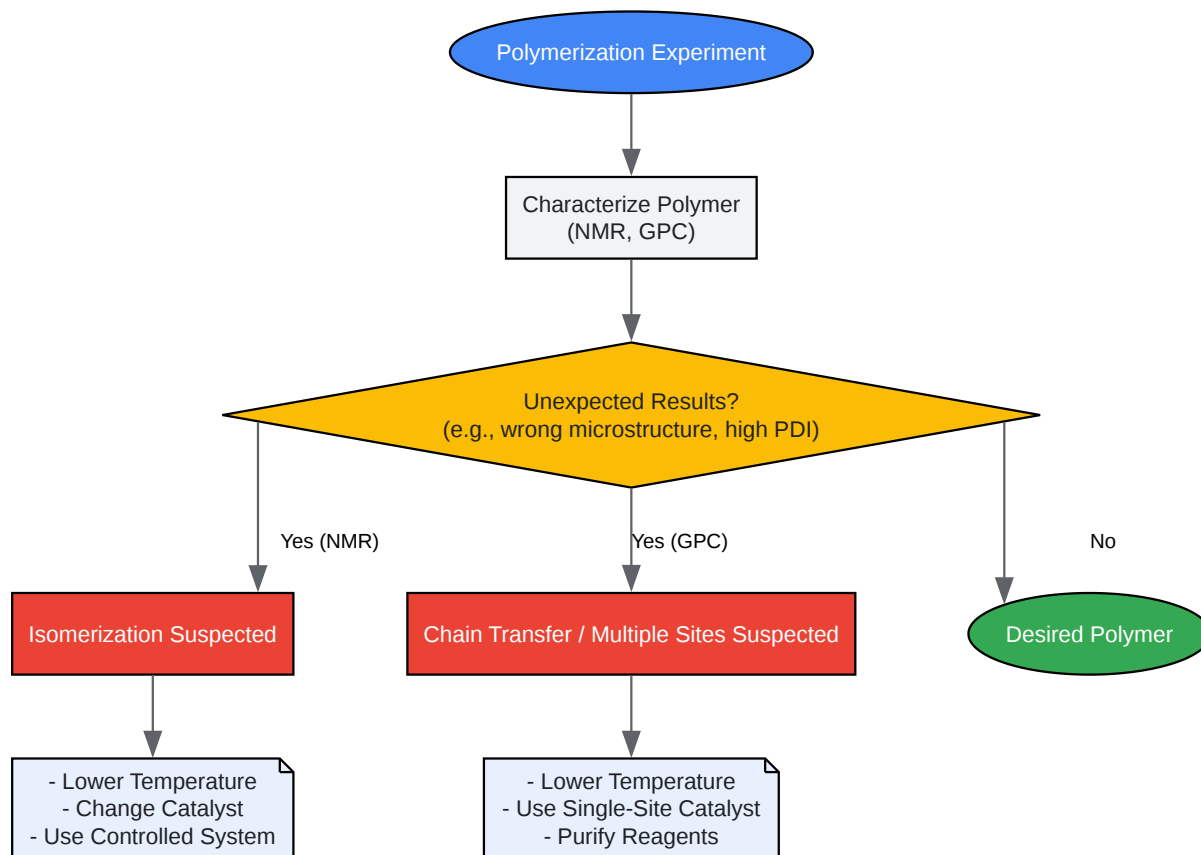 Polymerization Experiment
Characterize Polymer
(NMR, GPC)
Unexpected Results?
(e.g., wrong microstructure, high PDI)
Yes (NMR)
Yes (GPC)
No
Isomerization Suspected
Chain Transfer / Multiple Sites Suspected
Desired Polymer
- Lower Temperature
- Change Catalyst
- Use Controlled System
- Lower Temperature
- Use Single-Site Catalyst
- Purify Reagents